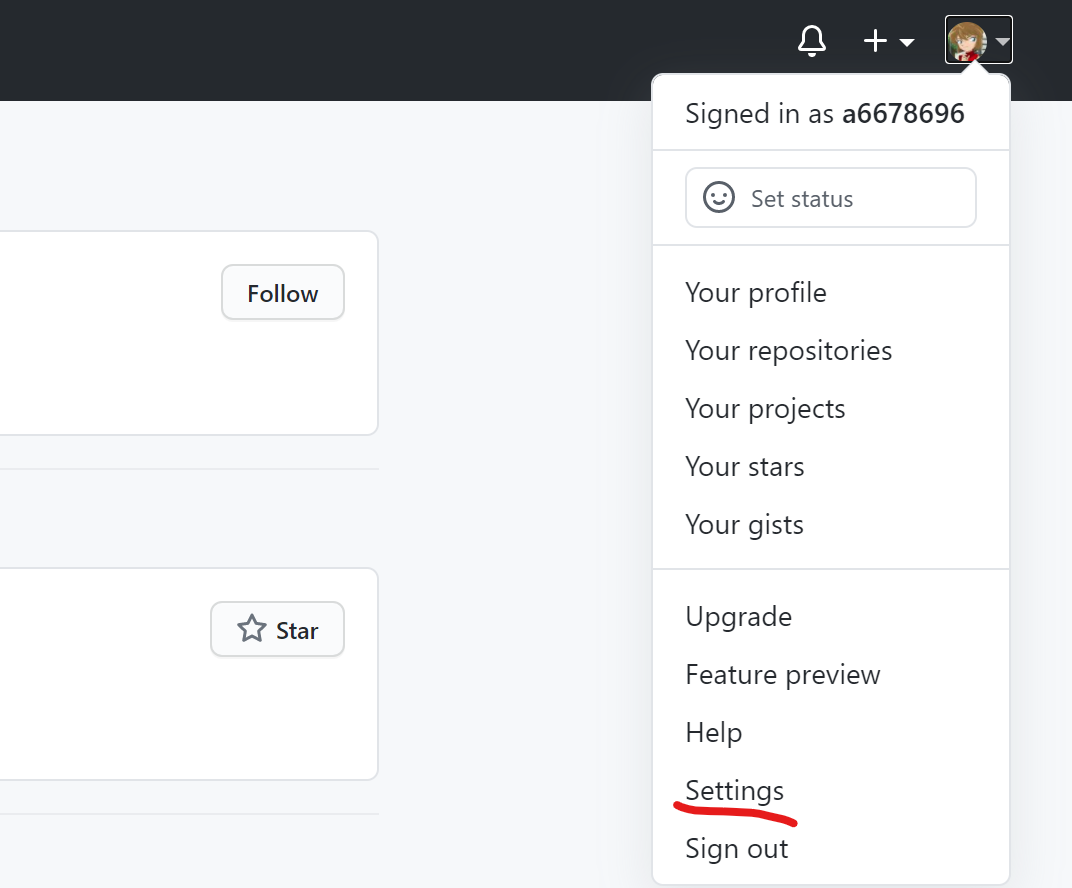 Signed in as a6678696
Set status
Your profile
Follow
Your repositories
Your projects
Your stars
Your gists
Upgrade
Star
Feature preview
Help
Settings
Sign out